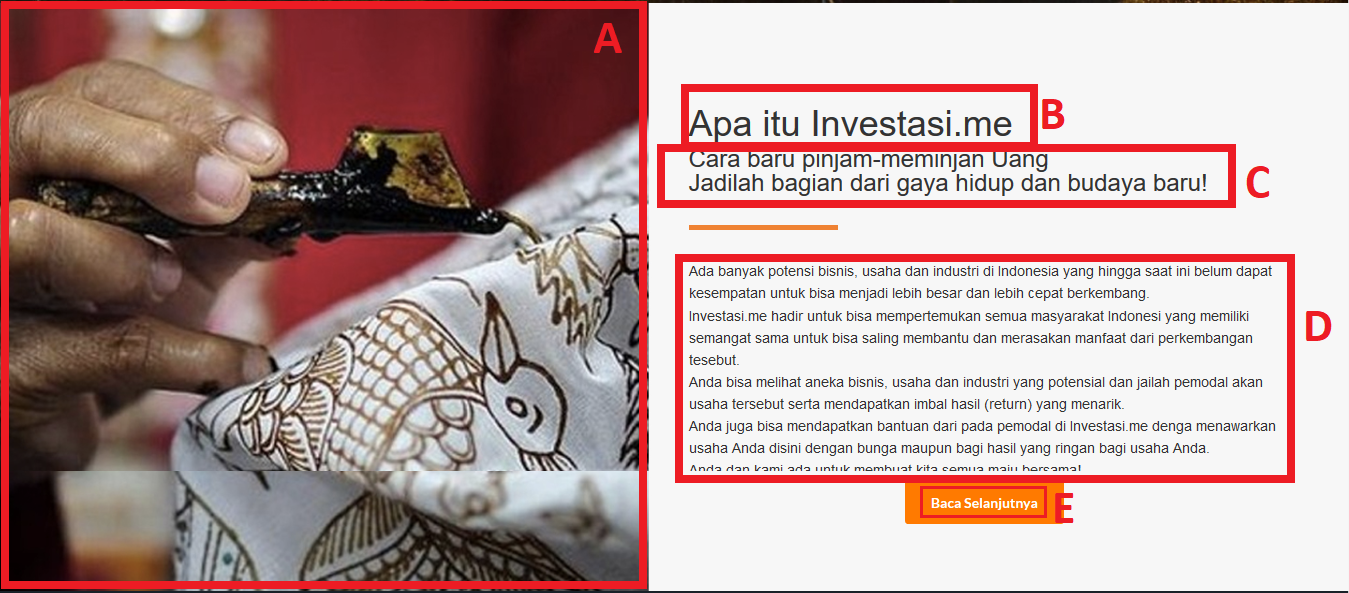 A
Apa itu Investasi.me
B
Cara baru pinjam-meminjan Uang
Jadilah bagian dari gaya hidup dan budaya baru!
C
Ada banyak potensi bisnis, usaha dan industri di Indonesia yang hingga saat ini belum dapat
kesempatan untuk bisa menjadi lebih besar dan lebih cepat berkembang.
Investasi.me hadir untuk bisa mempertemukan semua masyarakat Indonesi yang memiliki
semangat sama untuk bisa saling membantu dan merasakan manfaat dari perkembangan
tesebut.
Anda bisa melihat aneka bisnis, usaha dan industri yang potensial dan jailah pemodal akan
usaha tersebut serta mendapatkan imbal hasil (return) yang menarik.
Anda juga bisa mendapatkan bantuan dari pada pemodal di Investasi.me denga menawarkan
usaha Anda disini dengan bunga maupun bagi hasil yang ringan bagi usaha Anda.
Anda dan kami ada untuk membuat kita semua maju bersama!
D
Baca Selanjutnya
E